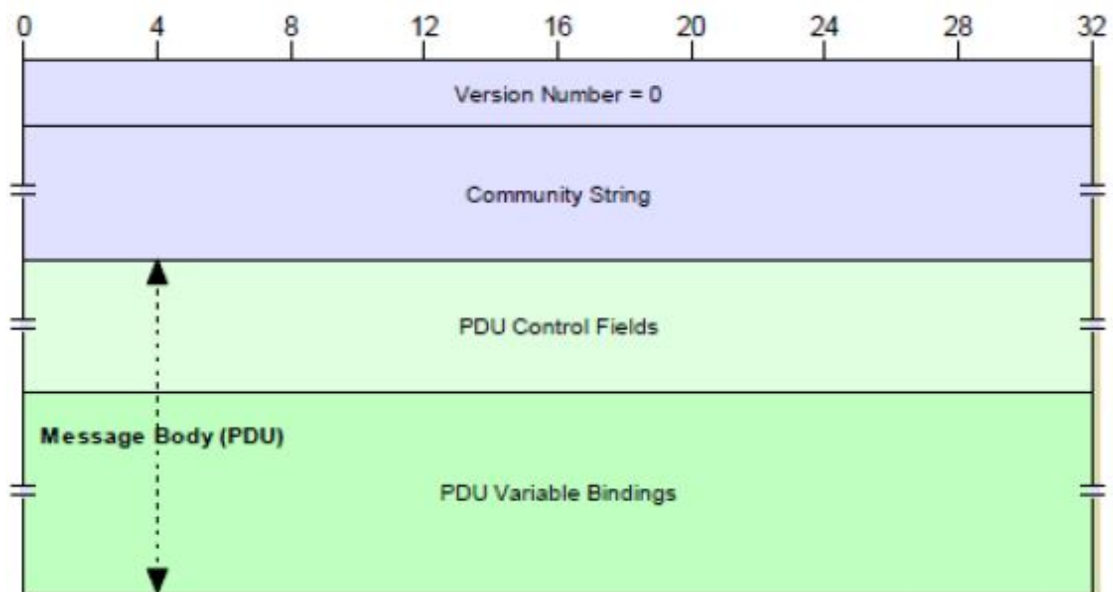 0 4 8 12 16 20 24 28 32
Version Number = 0
Community String
PDU Control Fields
Message Body (PDU)
PDU Variable Bindings